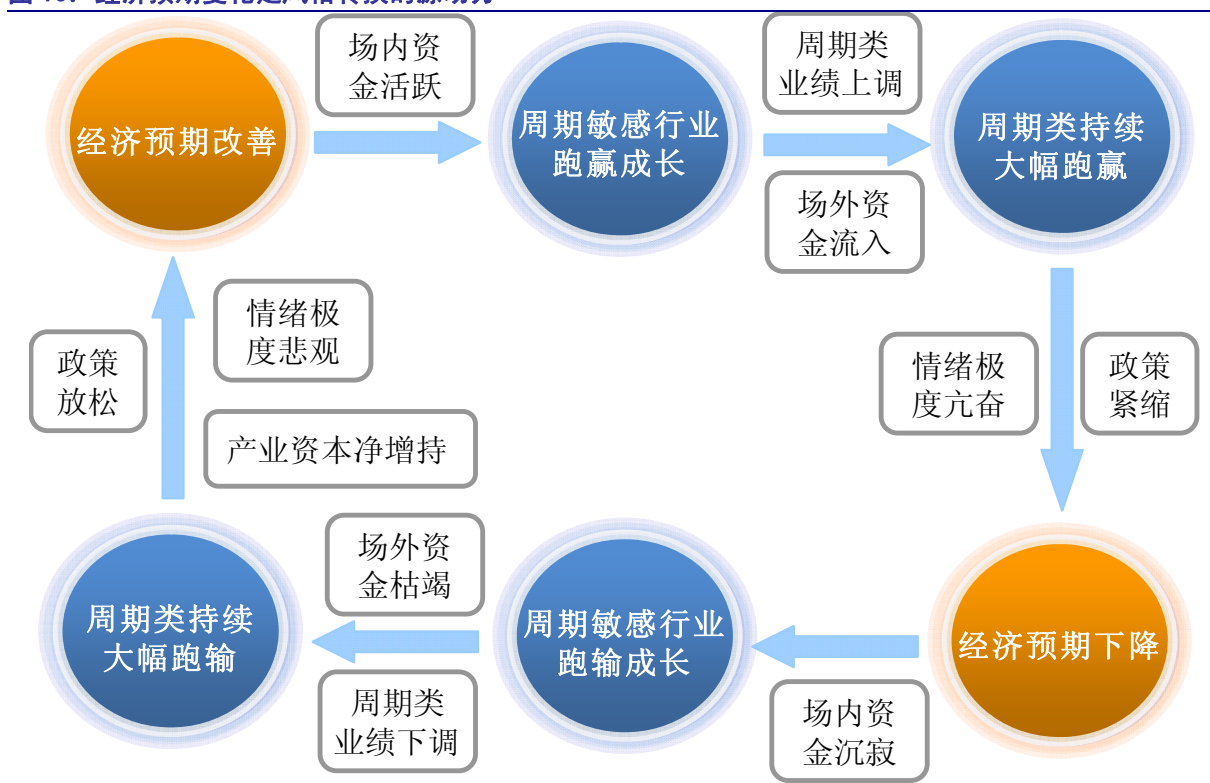 经济预期改善
场内资
金活跃
周期敏感行业
跑赢成长
周期类
业绩上调
场外资
金流入
周期类持续
大幅跑赢
政策
放松
情绪极
度悲观
产业资本净增持
情绪极
度亢奋
政策
紧缩
周期类持续
大幅跑输
场外资
金枯竭
周期类
业绩下调
周期敏感行业
跑输成长
场内资
金沉寂
经济预期下降